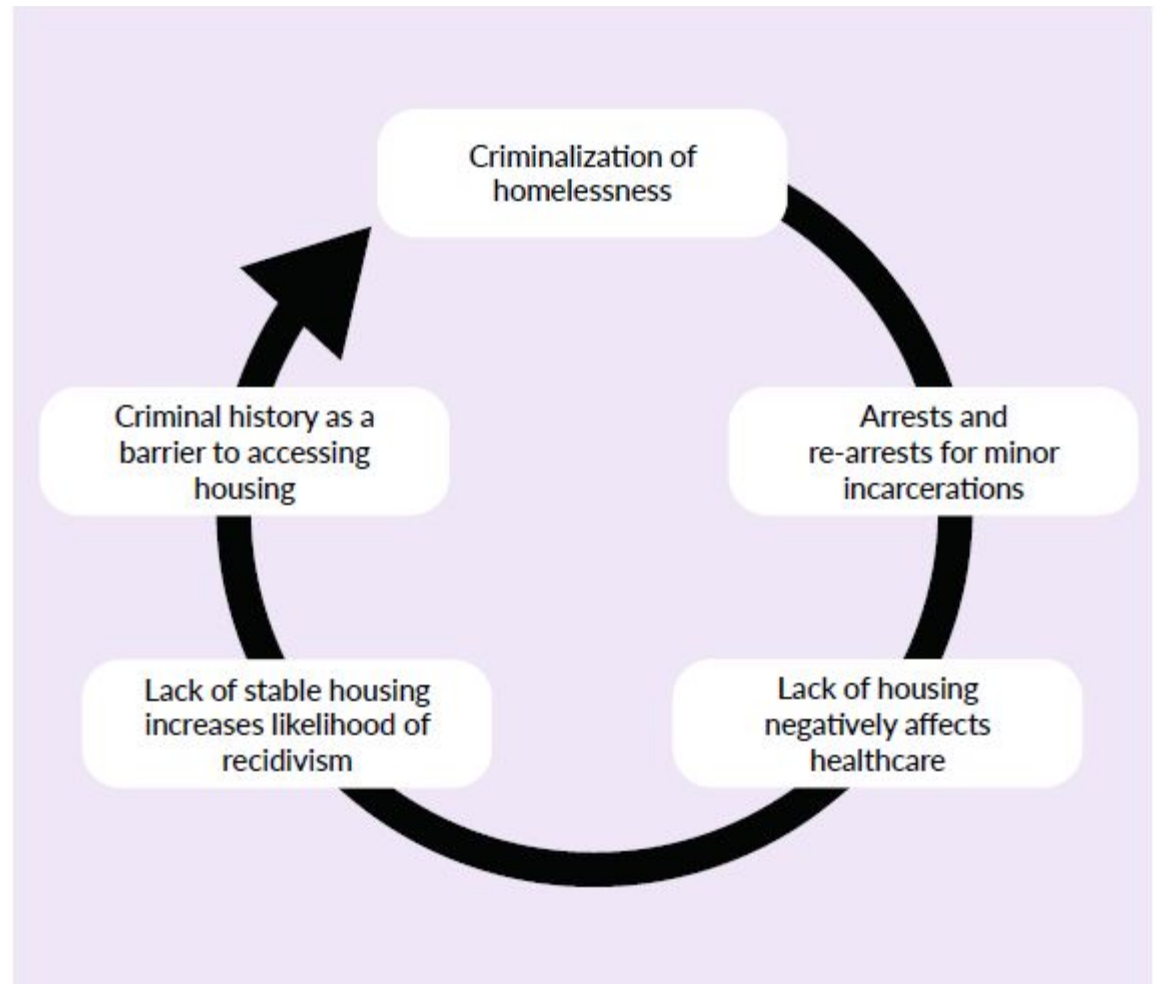 Criminalization of
homelessness
Arrests and
re-arrests for minor
incarcerations
Lack of housing
negatively affects
healthcare
Lack of stable housing
increases likelihood of
recidivism
Criminal history as a
barrier to accessing
housing